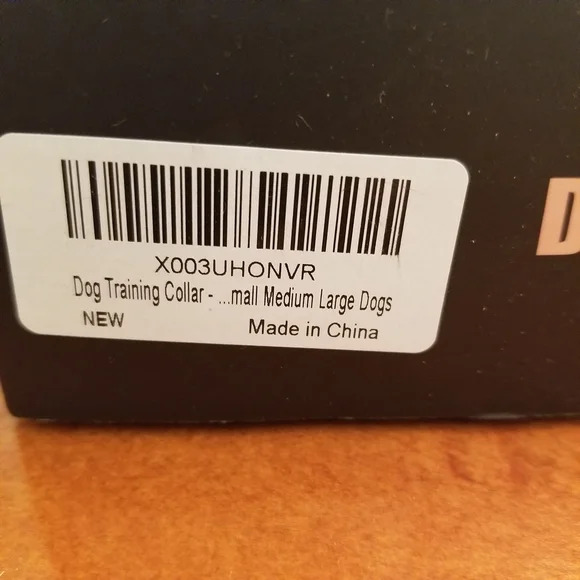 X003UHONVR
Dog Training Collar - ...mall Medium Large Dogs
NEW
Made in China
D